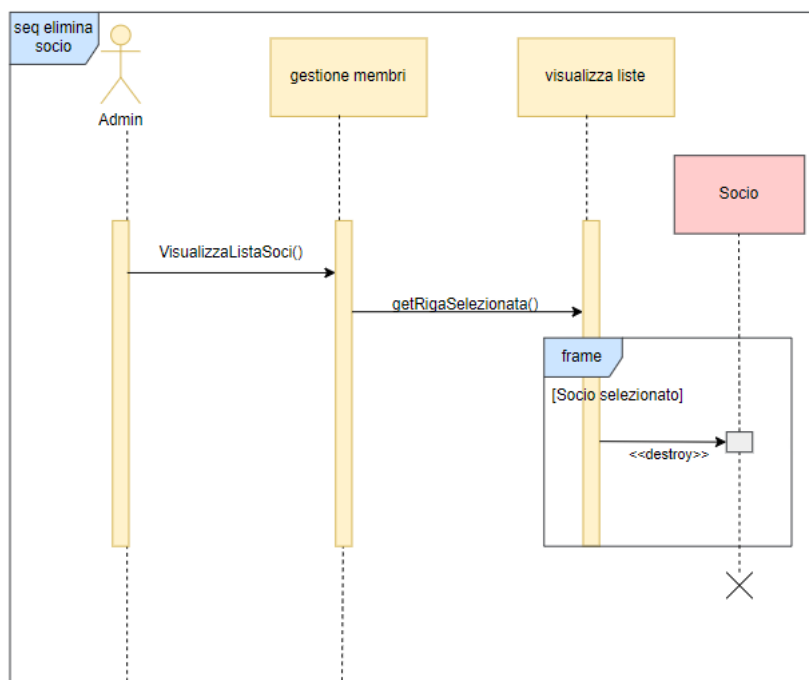 seq elimina
socio
Admin
gestione membri
visualizza liste
Socio
VisualizzaListaSoci()
getRigaSelezionata()
frame
[Socio selezionato]
<<destroy>>